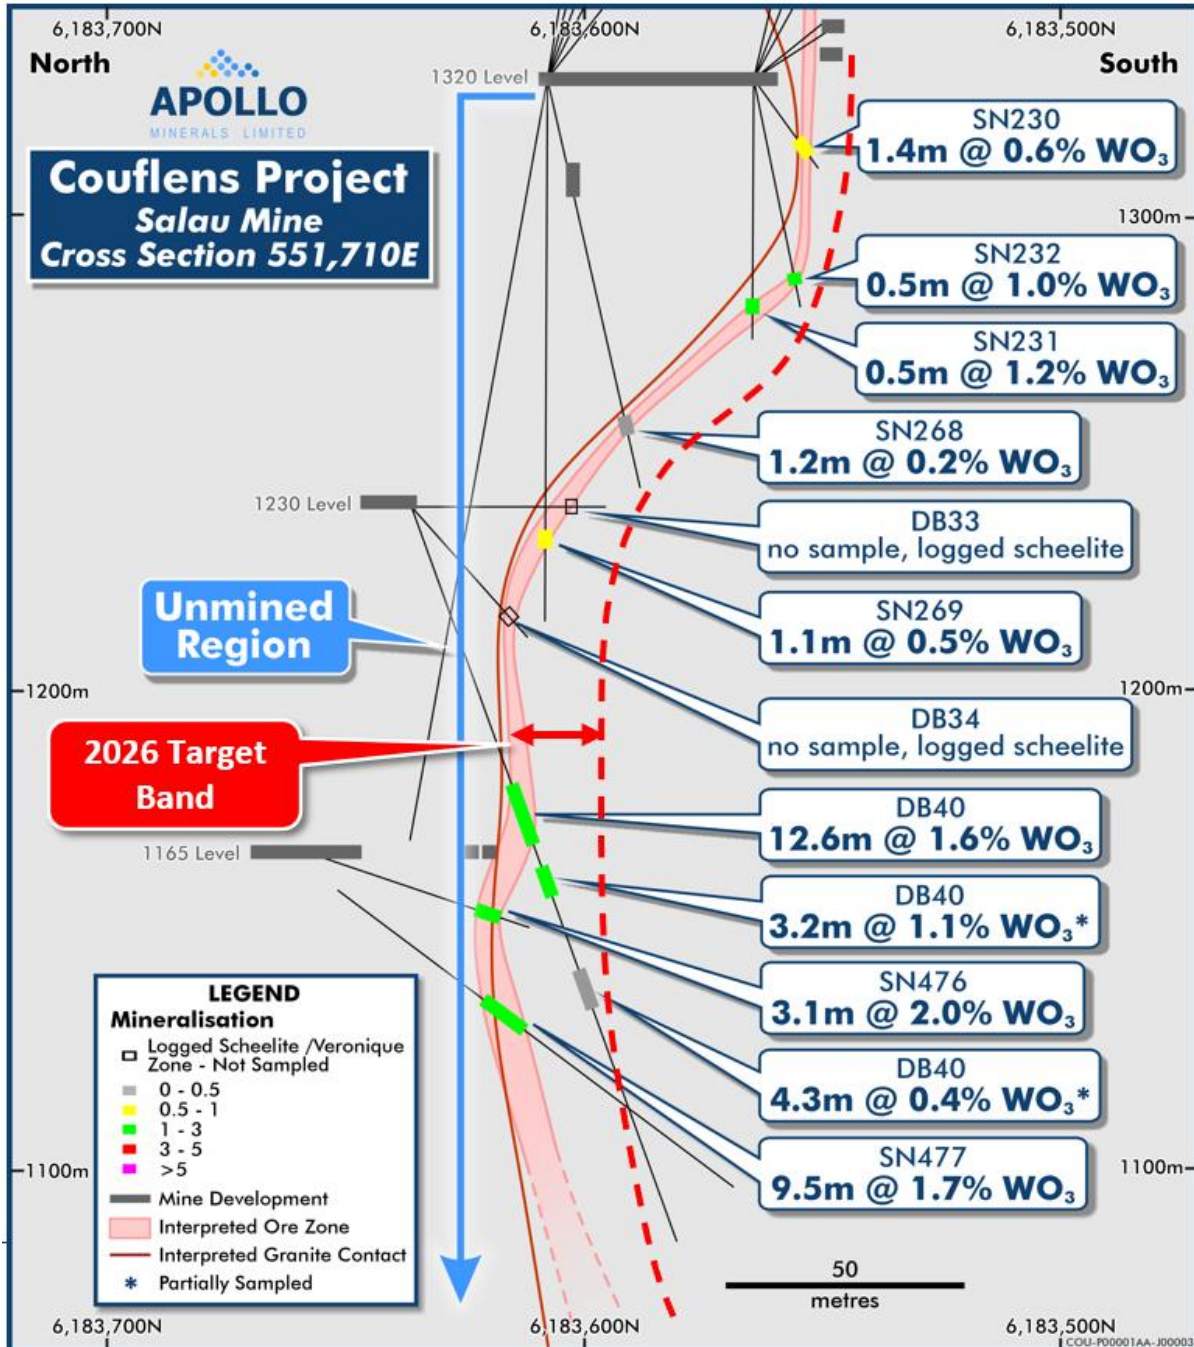 6,183,700N
6,183,600N
6,183,500N
North
South
APOLLO
MINERALS LIMITED
Couflens Project
Salau Mine
Cross Section 551,710E
1320 Level
SN230
1.4m @ 0.6% WO₃
1300m
SN232
0.5m @ 1.0% WO₃
SN231
0.5m @ 1.2% WO₃
SN268
1.2m @ 0.2% WO₃
1230 Level
DB33
no sample, logged scheelite
Unmined
Region
SN269
1.1m @ 0.5% WO₃
1200m
1200m
DB34
no sample, logged scheelite
2026 Target
Band
DB40
12.6m @ 1.6% WO₃
1165 Level
DB40
3.2m @ 1.1% WO₃*
SN476
3.1m @ 2.0% WO₃
DB40
4.3m @ 0.4% WO₃*
SN477
9.5m @ 1.7% WO₃
1100m
1100m
LEGEND
Mineralisation
Logged Scheelite /Veronique
Zone - Not Sampled
0 - 0.5
0.5 - 1
1 - 3
3 - 5
>5
Mine Development
Interpreted Ore Zone
Interpreted Granite Contact
* Partially Sampled
50
metres
6,183,700N
6,183,600N
6,183,500N
COU-P00001AA-J00003